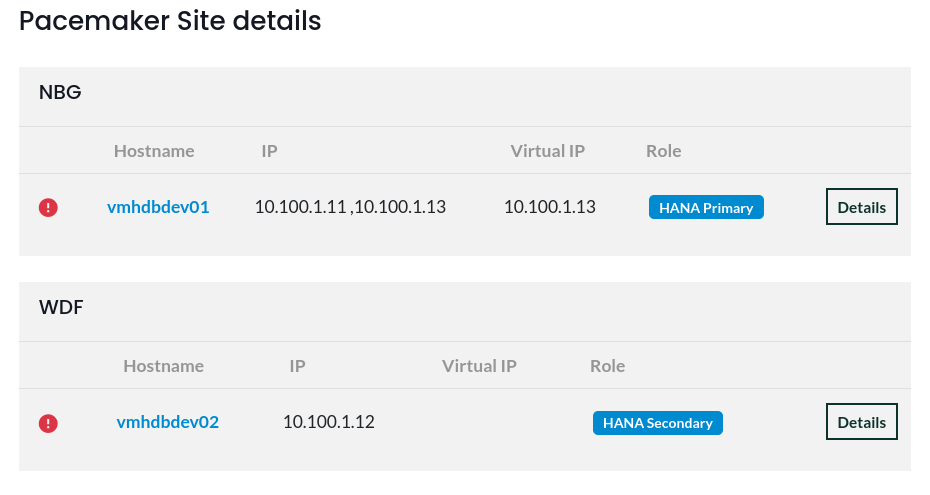 Pacemaker Site details
NBG
Hostname IP Virtual IP Role
vmhdbdev01 10.100.1.11 ,10.100.1.13 10.100.1.13 HANA Primary Details
WDF
Hostname IP Virtual IP Role
vmhdbdev02 10.100.1.12 HANA Secondary Details